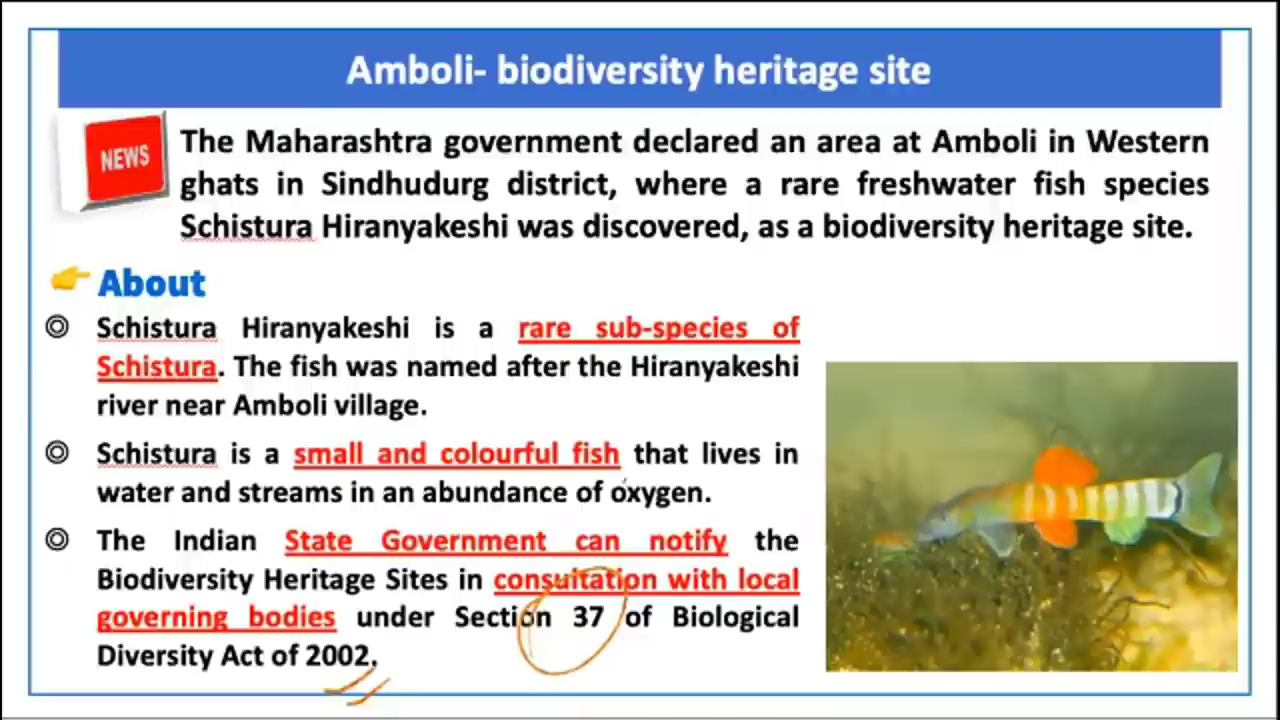 Amboli- biodiversity heritage site
NEWS
The Maharashtra government declared an area at Amboli in Western
ghats in Sindhudurg district, where a rare freshwater fish species
Schistura Hiranyakeshi was discovered, as a biodiversity heritage site.
About
Schistura Hiranyakeshi is a rare sub-species of
Schistura. The fish was named after the Hiranyakeshi
river near Amboli village.
Schistura is a small and colourful fish that lives in
water and streams in an abundance of oxygen.
The Indian State Government can notify the
Biodiversity Heritage Sites in consultation with local
governing bodies under Section 37 of Biological
Diversity Act of 2002.